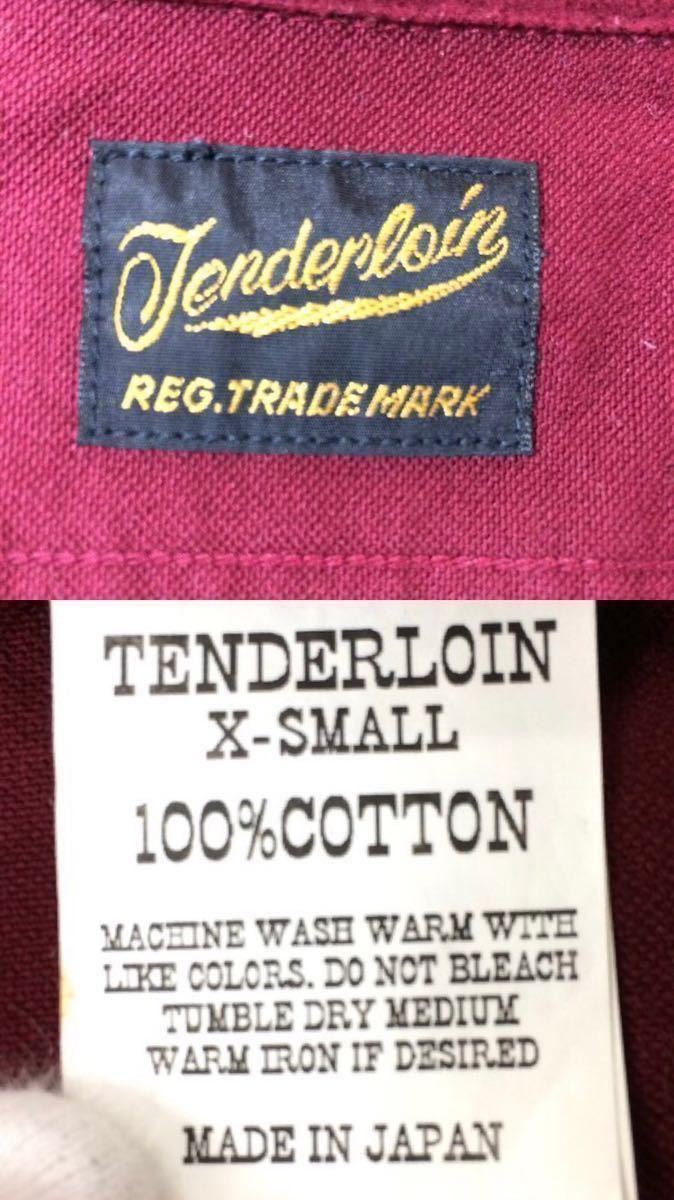 Tenderloin
REG. TRADE MARK
TENDERLOIN
X-SMALL
100%COTTON
MACHINE WASH WARM WITH
LIKE COLORS. DO NOT BLEACH
TUMBLE DRY MEDIUM
WARM IRON IF DESIRED
MADE IN JAPAN